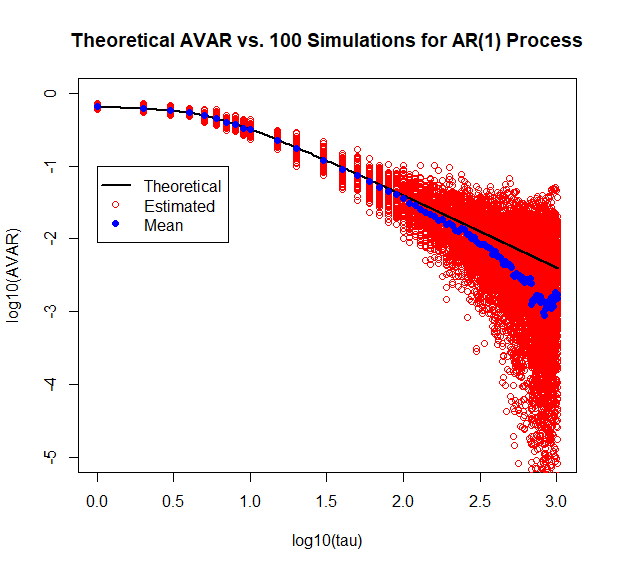 Theoretical AVAR vs. 100 Simulations for AR(1) Process
log10(AVAR)
0
-1
-2
-3
-4
-5
Theoretical
Estimated
Mean
0.0 0.5 1.0 1.5 2.0 2.5 3.0
log10(tau)